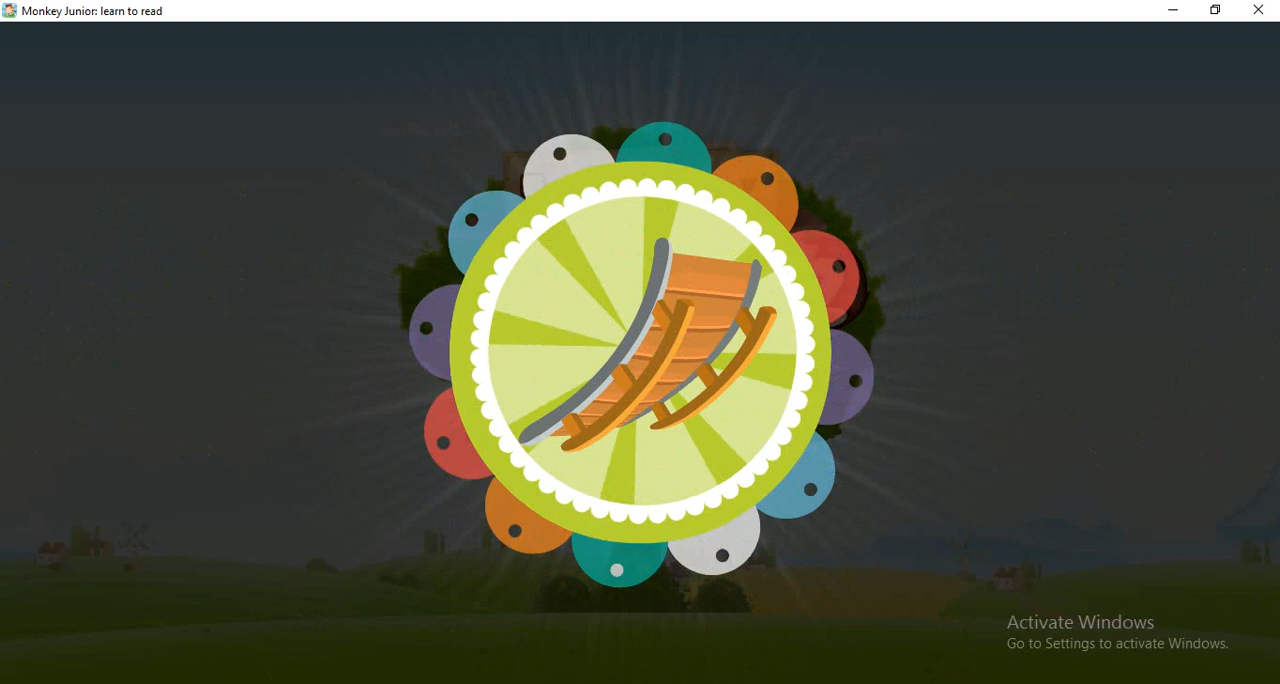 Monkey Junior: learn to read
Activate Windows
Go to Settings to activate Windows.